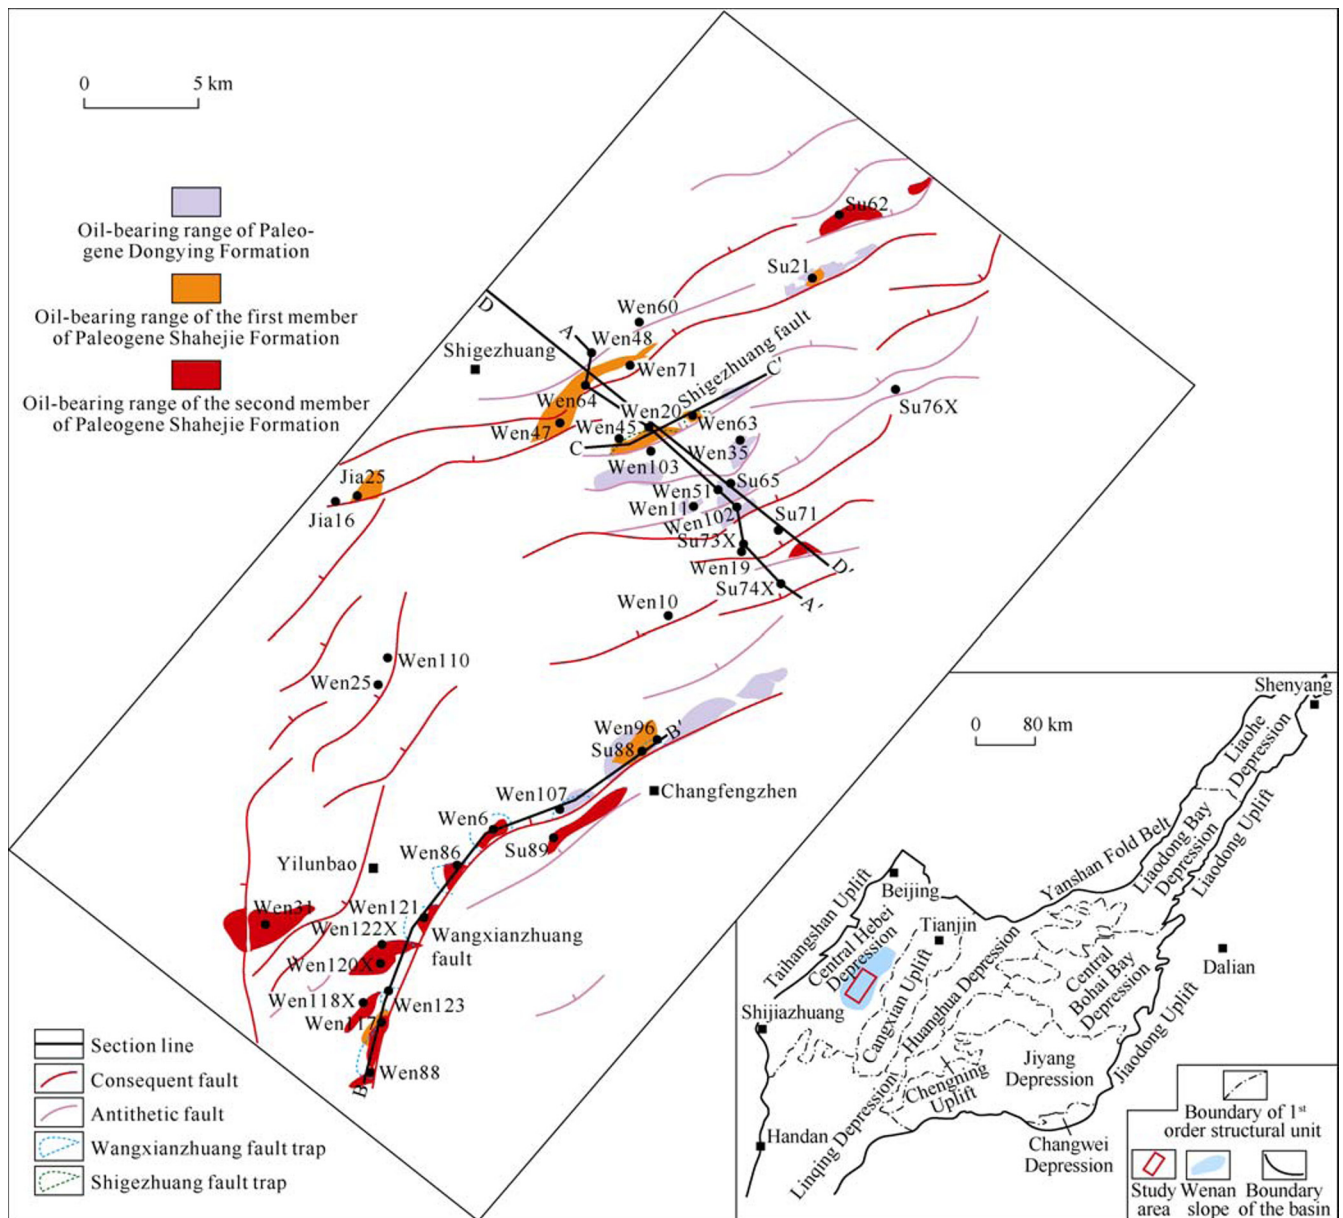 0 5 km
Oil-bearing range of Paleo-
gene Dongying Formation
Oil-bearing range of the first member
of Paleogene Shahejie Formation
Oil-bearing range of the second member
of Paleogene Shahejie Formation
Su62
Su21
D
Wen60
A
Wen48
Shigezhuang
Shigezhuang fault
C'
Wen71
Wen64
Wen20
Su76X
Wen47
Wen45
Wen63
C
Wen35
Wen103
Jia25
Su65
Wen51
Jia16
Wen11
Wen102
Su71
Su73X
Wen19
D'
Su74X
A'
Wen10
Wen110
Wen25
Wen96
B'
Su88
Changfengzhen
Wen107
Wen6
Su89
Wen86
Yilunbao
Wen31
Wen121
Wen122X
Wangxianzhuang
fault
Wen120X
Wen118X
Wen123
Wen117
Wen88
B
Section line
Consequent fault
Antithetic fault
Wangxianzhuang fault trap
Shigezhuang fault trap
Shenyang
0 80 km
Liaohe
Depression
Liaodong Bay
Depression
Liaodong Uplift
Yanshan Fold Belt
Beijing
Taihangshan Uplift
Central Hebei
Depression
Tianjin
Cangxian Uplift
Huanghua Depression
Central
Bohai Bay
Depression
Dalian
Shijiazhuang
Jiaodong Uplift
Jiyang
Depression
Chengning
Uplift
Linqing Depression
Handan
Changwei
Depression
Boundary of 1st
order structural unit
Study
area
Wenan
slope
Boundary
of the basin